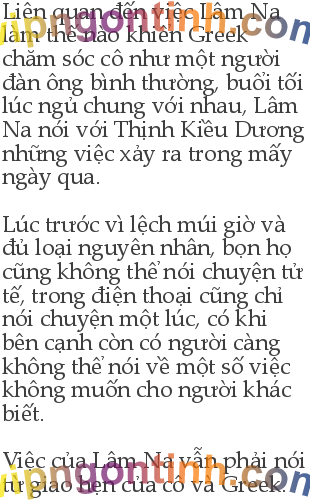 Liên quan đến việc Lâm Na
làm thế nào khiến Greek
chăm sóc cô như một người
đàn ông bình thường, buổi tối
lúc ngủ chung với nhau, Lâm
Na nói với Thịnh Kiều Dương
những việc xảy ra trong mấy
ngày qua.
Lúc trước vì lệch múi giờ và
đủ loại nguyên nhân, bọn họ
cũng không thể nói chuyện tử
tế, trong điện thoại cũng chỉ
nói chuyện một lúc, có khi
bên cạnh còn có người càng
không thể nói về một số việc
không muốn cho người khác
biết.
Việc của Lâm Na vẫn phải nói
từ giao hẹn của cô và Greek.
vipngontinh.com
vipngontinh.com